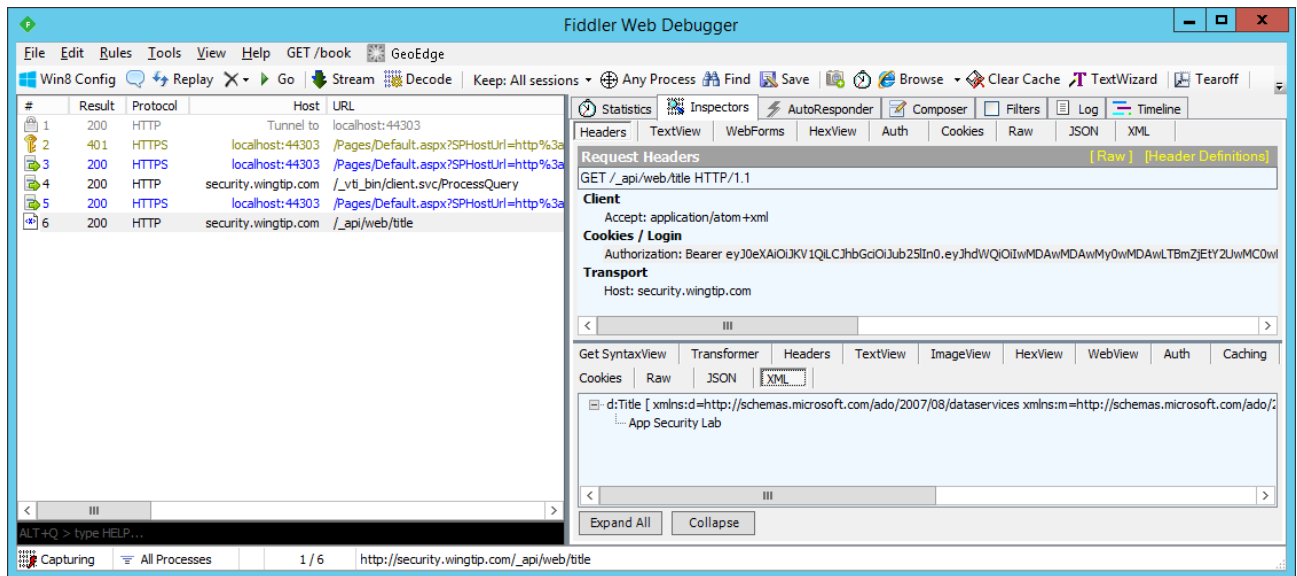 Fiddler Web Debugger
File Edit Rules Tools View Help GET /book GeoEdge
Win8 Config Replay Go Stream Decode Keep: All sessions Any Process Find Save Browse Clear Cache TextWizard Tearoff
# Result Protocol Host URL
1 200 HTTP Tunnel to localhost:44303
2 401 HTTPS localhost:44303 /Pages/Default.aspx?SPHostUrl=http%3a
3 200 HTTPS localhost:44303 /Pages/Default.aspx?SPHostUrl=http%3a
4 200 HTTP security.wingtip.com /_vti_bin/client.svc/ProcessQuery
5 200 HTTPS localhost:44303 /Pages/Default.aspx?SPHostUrl=http%3a
6 200 HTTP security.wingtip.com /_api/web/title
ALT+Q > type HELP...
Statistics Inspectors AutoResponder Composer Filters Log Timeline
Headers TextView WebForms HexView Auth Cookies Raw JSON XML
Request Headers [ Raw ] [Header Definitions]
GET /_api/web/title HTTP/1.1
Client
Accept: application/atom+xml
Cookies / Login
Authorization: Bearer eyJ0eXAiOiJKV1QiLCJhbGciOiJub25lIn0.eyJhdWQiOiIwMDAwMDAwMy0wMDAwLTBmZjEtY2UwMC0wI
Transport
Host: security.wingtip.com
Get SyntaxView Transformer Headers TextView ImageView HexView WebView Auth Caching
Cookies Raw JSON XML
d:Title [ xmlns:d=http://schemas.microsoft.com/ado/2007/08/dataservices xmlns:m=http://schemas.microsoft.com/ado/2
App Security Lab
Expand All Collapse
Capturing All Processes 1 / 6 http://security.wingtip.com/_api/web/title